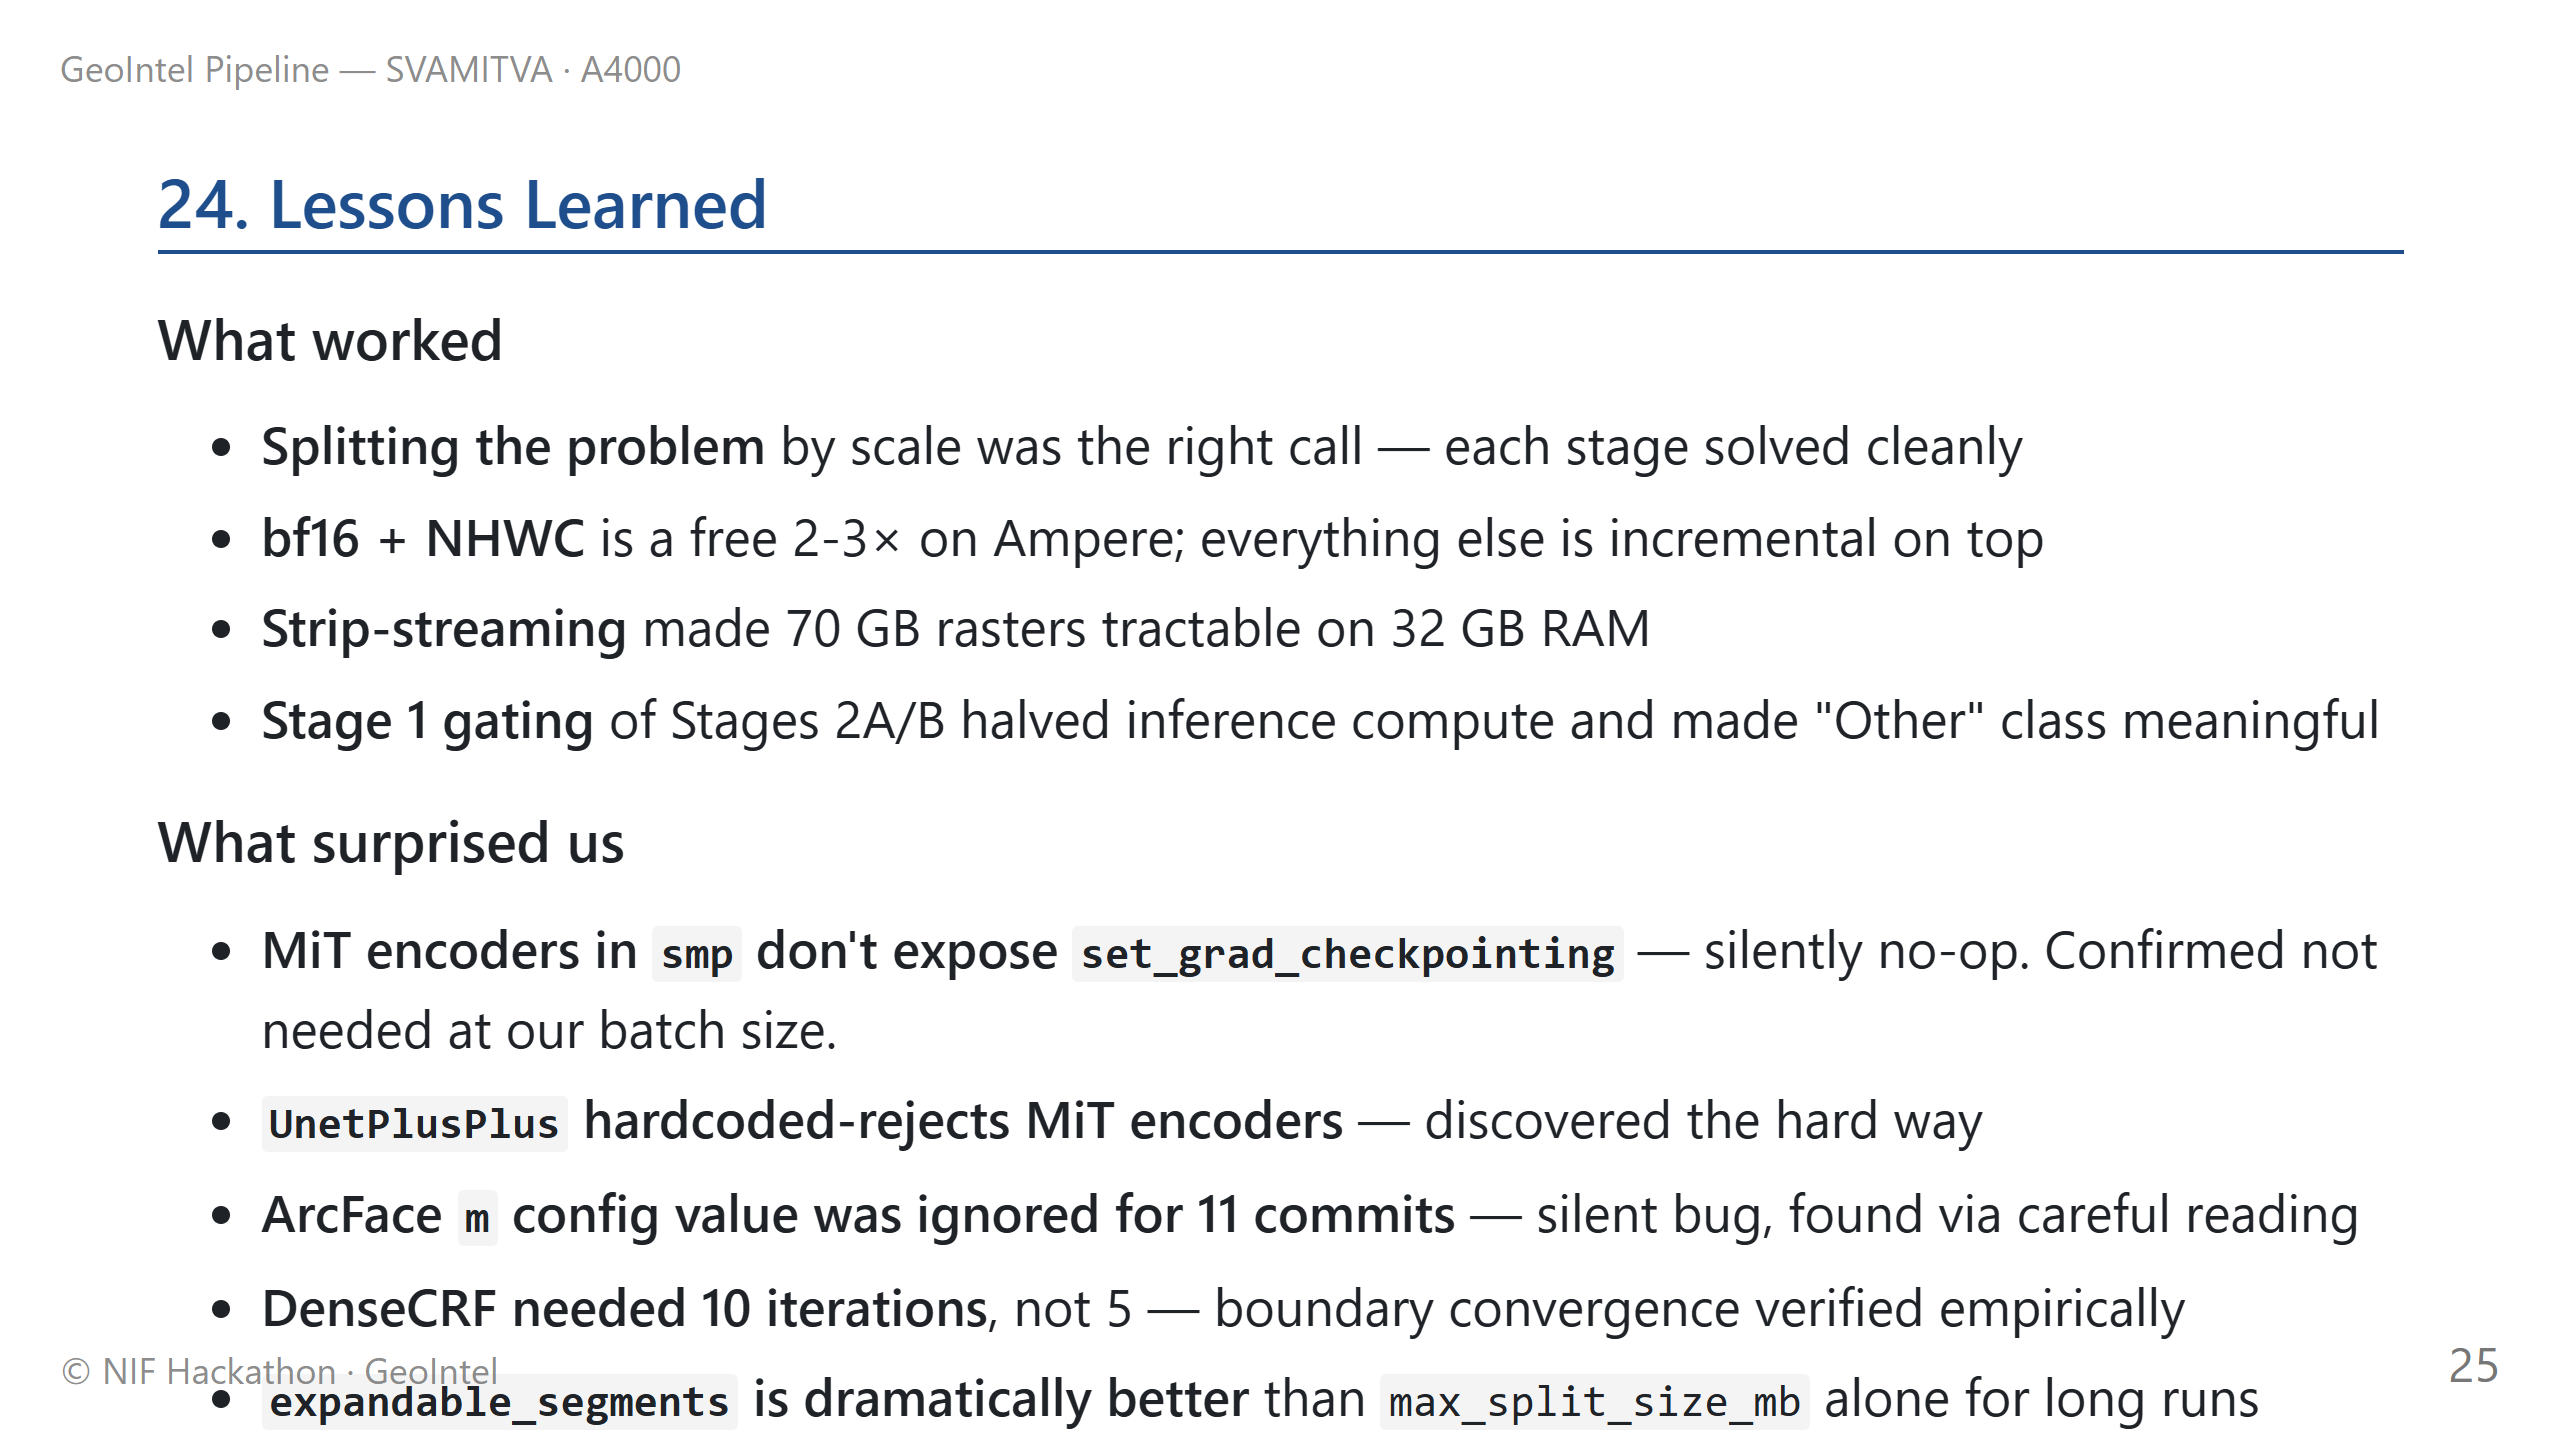 GeoIntel Pipeline — SVAMITVA · A4000
24. Lessons Learned
What worked
• Splitting the problem by scale was the right call — each stage solved cleanly
• bf16 + NHWC is a free 2-3× on Ampere; everything else is incremental on top
• Strip-streaming made 70 GB rasters tractable on 32 GB RAM
• Stage 1 gating of Stages 2A/B halved inference compute and made "Other" class meaningful
What surprised us
• MiT encoders in smp don't expose set_grad_checkpointing — silently no-op. Confirmed not
needed at our batch size.
• UnetPlusPlus hardcoded-rejects MiT encoders — discovered the hard way
• ArcFace m config value was ignored for 11 commits — silent bug, found via careful reading
• DenseCRF needed 10 iterations, not 5 — boundary convergence verified empirically
• expandable_segments is dramatically better than max_split_size_mb alone for long runs
© NIF Hackathon · GeoIntel
25